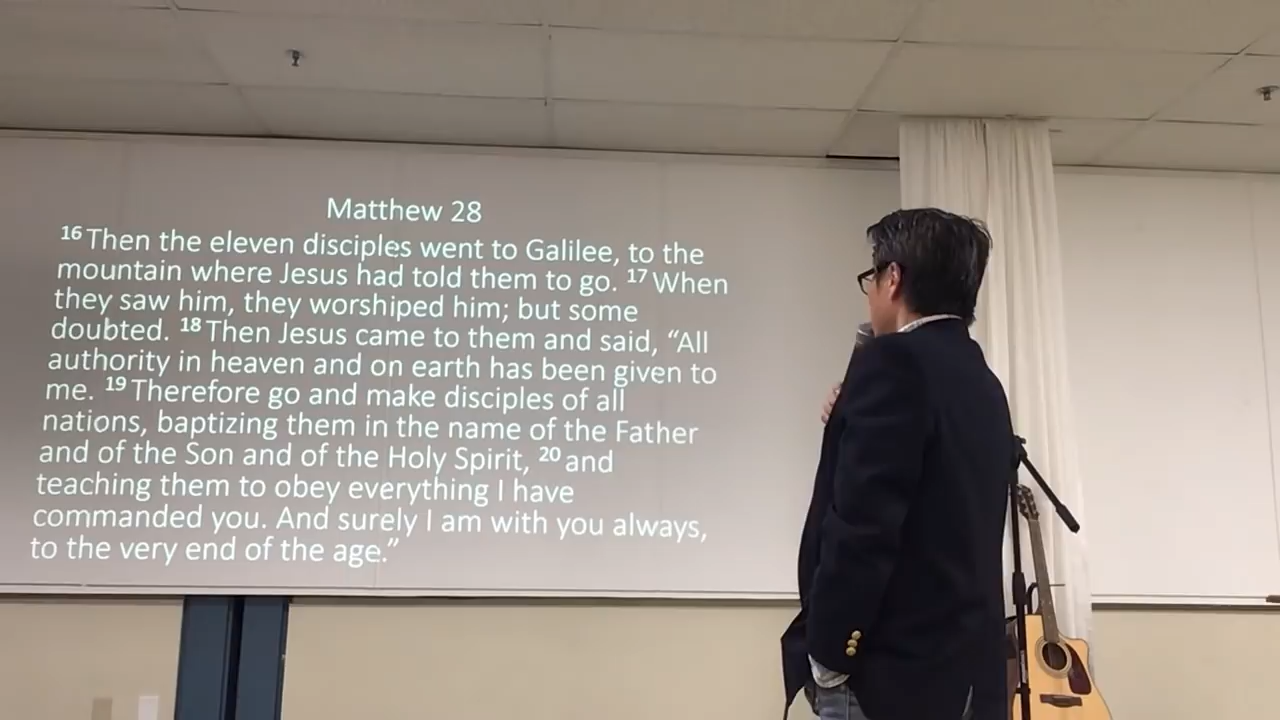 Matthew 28
16 Then the eleven disciples went to Galilee, to the
mountain where Jesus had told them to go. 17 When
they saw him, they worshiped him; but some
doubted. 18 Then Jesus came to them and said, “All
authority in heaven and on earth has been given to
me. 19 Therefore go and make disciples of all
nations, baptizing them in the name of the Father
and of the Son and of the Holy Spirit, 20 and
teaching them to obey everything I have
commanded you. And surely I am with you always,
to the very end of the age.”